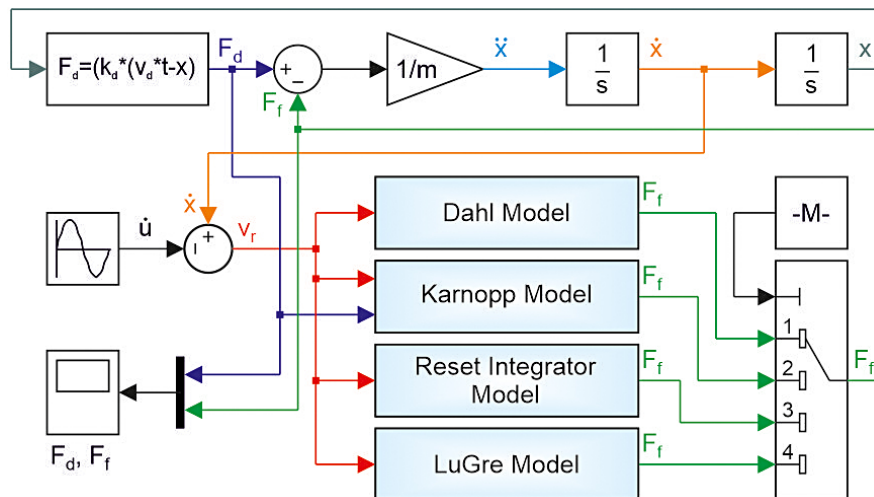 F_d=(k_d*(v_d*t-x)
F_d
+
−
F_f
1/m
ẍ
1
s
ẋ
1
s
x
ẋ
u̇
+
I
v_r
Dahl Model
F_f
-M-
Karnopp Model
F_f
1
F_f
Reset Integrator
Model
F_f
2
3
LuGre Model
F_f
4
F_d, F_f